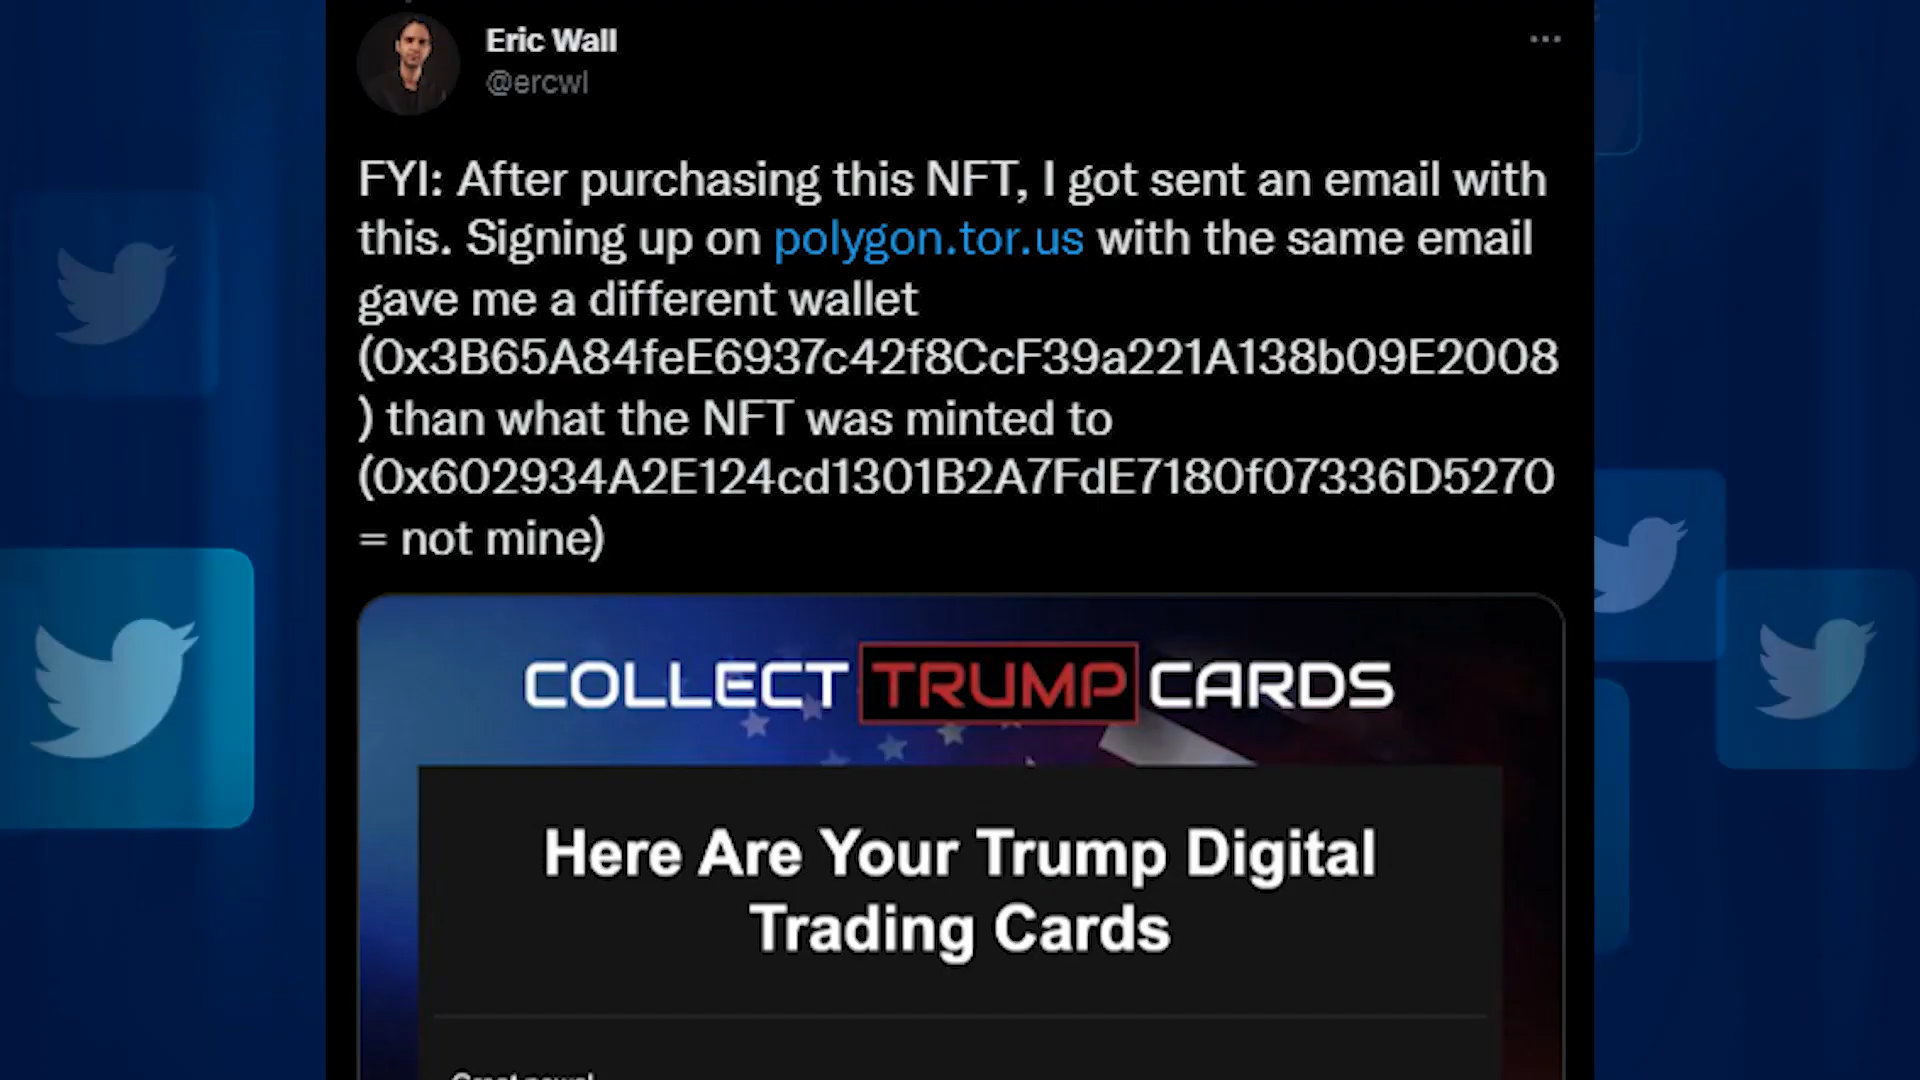 Eric Wall
@ercwl
FYI: After purchasing this NFT, I got sent an email with
this. Signing up on polygon.tor.us with the same email
gave me a different wallet
(0x3B65A84feE6937c42f8CcF39a221A138b09E2008
) than what the NFT was minted to
(0x602934A2E124cd1301B2A7FdE7180f07336D5270
= not mine)
COLLECT TRUMP CARDS
Here Are Your Trump Digital
Trading Cards